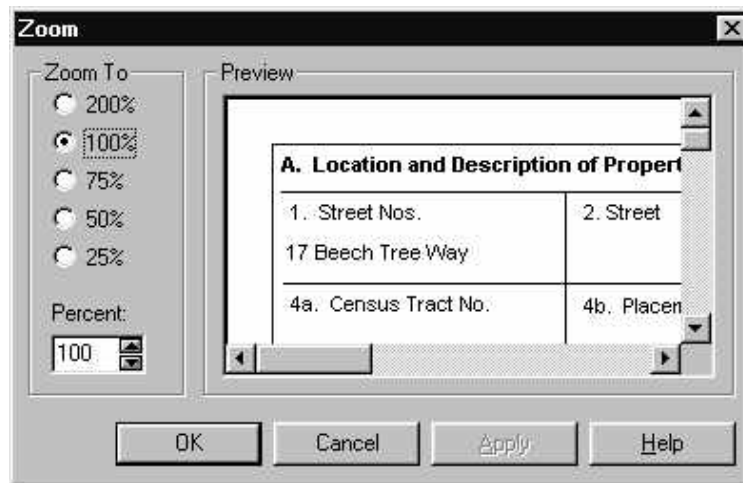 Zoom
Zoom To
200%
100%
75%
50%
25%
Percent:
100
Preview
A. Location and Description of Propert
1. Street Nos.
2. Street
17 Beech Tree Way
4a. Census Tract No.
4b. Placem
OK
Cancel
Apply
Help